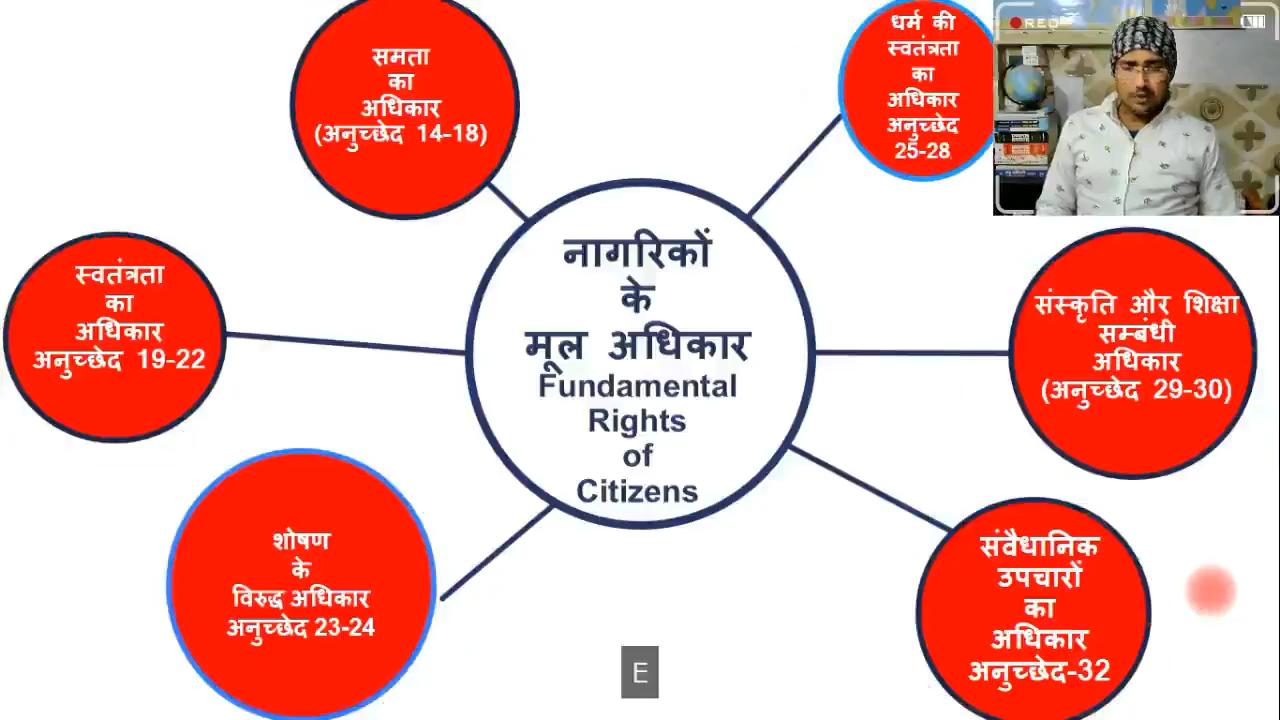 समता
का
अधिकार
(अनुच्छेद 14-18)
धर्म की
स्वतंत्रता
का
अधिकार
अनुच्छेद
25-28
REC
नागरिकों
के
मूल अधिकार
Fundamental
Rights
of
Citizens
स्वतंत्रता
का
अधिकार
अनुच्छेद 19-22
संस्कृति और शिक्षा
सम्बंधी
अधिकार
(अनुच्छेद 29-30)
शोषण
के
विरुद्ध अधिकार
अनुच्छेद 23-24
संवैधानिक
उपचारों
का
अधिकार
अनुच्छेद-32
E